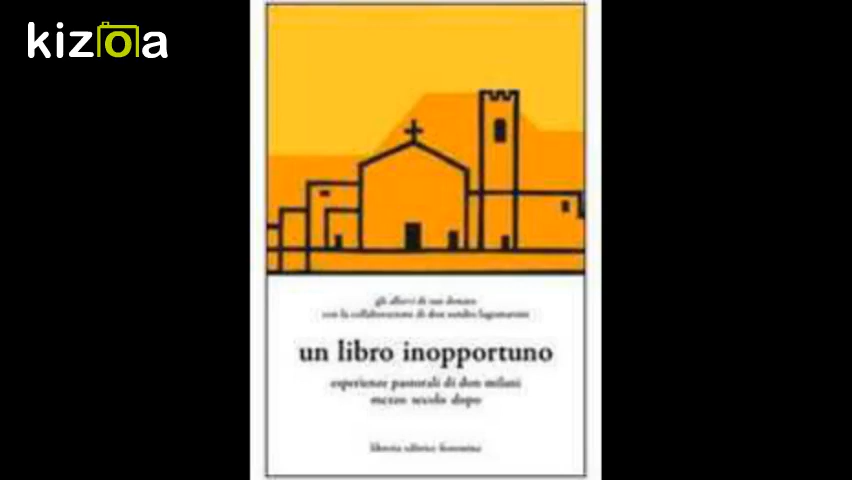 kizoa
gli allievi di san donato
con la collaborazione di don sandro lagomarsini
un libro inopportuno
esperienze pastorali di don milani
mezzo secolo dopo
libreria editrice fiorentina